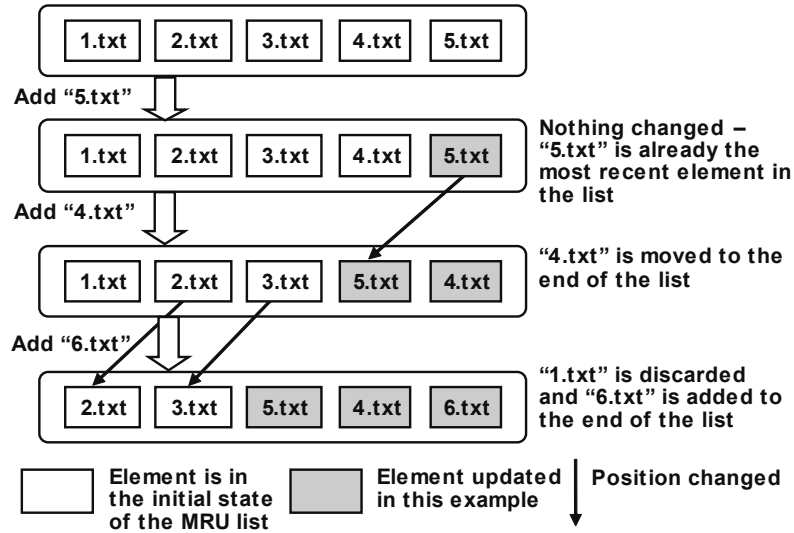 1.txt 2.txt 3.txt 4.txt 5.txt
Add “5.txt”
1.txt 2.txt 3.txt 4.txt 5.txt
Nothing changed –
“5.txt” is already the
most recent element in
the list
Add “4.txt”
1.txt 2.txt 3.txt 5.txt 4.txt
“4.txt” is moved to the
end of the list
Add “6.txt”
2.txt 3.txt 5.txt 4.txt 6.txt
“1.txt” is discarded
and “6.txt” is added to
the end of the list
Element is in
the initial state
of the MRU list
Element updated
in this example
Position changed